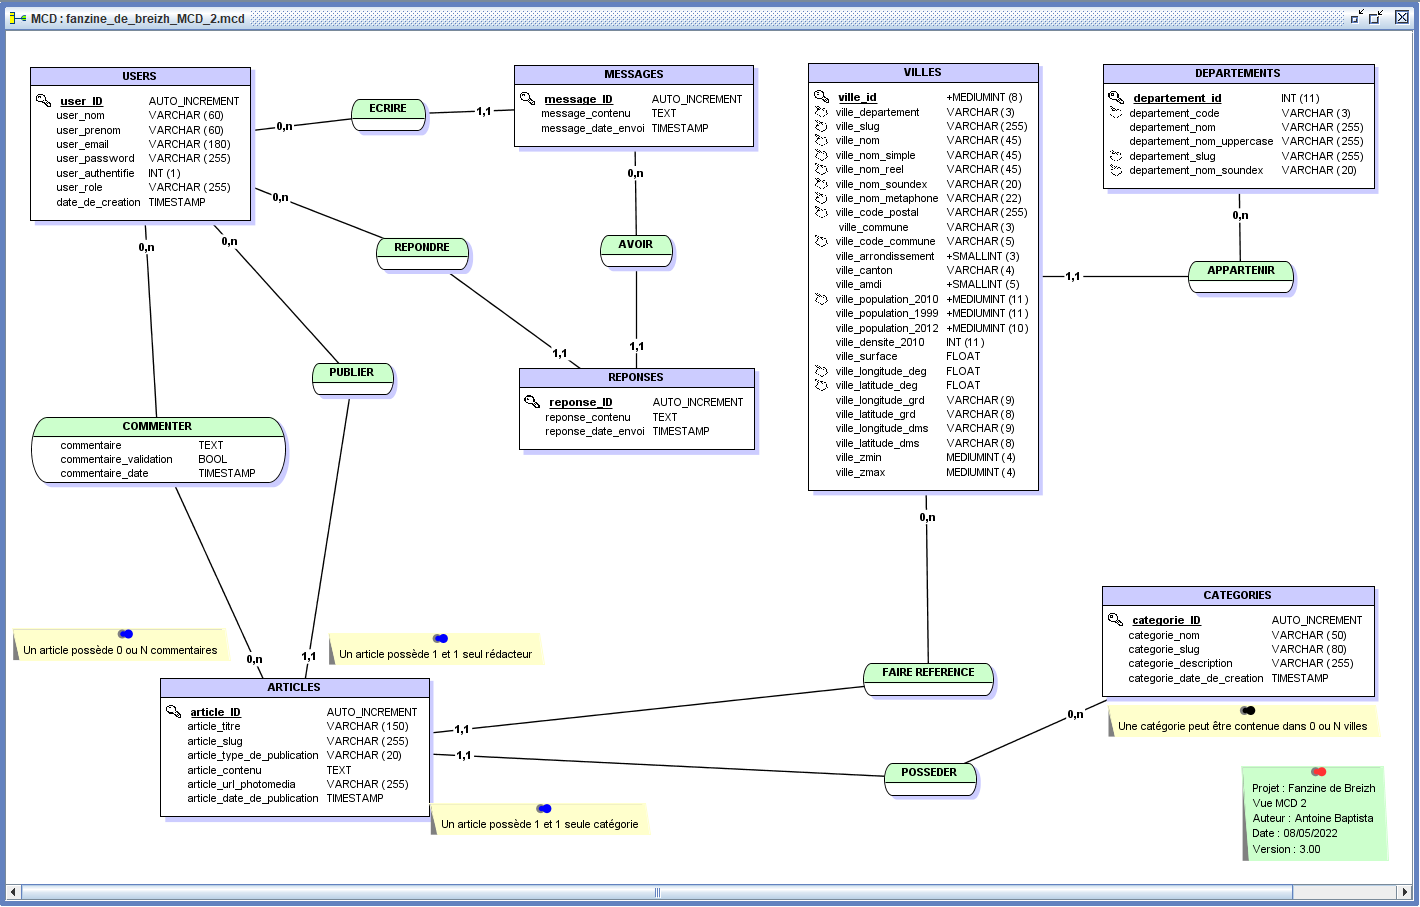 MCD : fanzine_de_breizh_MCD_2.mcd
USERS
user_ID AUTO_INCREMENT
user_nom VARCHAR (60)
user_prenom VARCHAR (60)
user_email VARCHAR (180)
user_password VARCHAR (255)
user_authentifie INT (1)
user_role VARCHAR (255)
date_de_creation TIMESTAMP
0,n
ECRIRE
1,1
MESSAGES
message_ID AUTO_INCREMENT
message_contenu TEXT
message_date_envoi TIMESTAMP
0,n
AVOIR
1,1
0,n
REPONDRE
1,1
REPONSES
reponse_ID AUTO_INCREMENT
reponse_contenu TEXT
reponse_date_envoi TIMESTAMP
VILLES
ville_id +MEDIUMINT (8)
ville_departement VARCHAR (3)
ville_slug VARCHAR (255)
ville_nom VARCHAR (45)
ville_nom_simple VARCHAR (45)
ville_nom_reel VARCHAR (45)
ville_nom_soundex VARCHAR (20)
ville_nom_metaphone VARCHAR (22)
ville_code_postal VARCHAR (255)
ville_commune VARCHAR (3)
ville_code_commune VARCHAR (5)
ville_arrondissement +SMALLINT (3)
ville_canton VARCHAR (4)
ville_amdi +SMALLINT (5)
ville_population_2010 +MEDIUMINT (11)
ville_population_1999 +MEDIUMINT (11)
ville_population_2012 +MEDIUMINT (10)
ville_densite_2010 INT (11)
ville_surface FLOAT
ville_longitude_deg FLOAT
ville_latitude_deg FLOAT
ville_longitude_grd VARCHAR (9)
ville_latitude_grd VARCHAR (8)
ville_longitude_dms VARCHAR (9)
ville_latitude_dms VARCHAR (8)
ville_zmin MEDIUMINT (4)
ville_zmax MEDIUMINT (4)
DEPARTEMENTS
departement_id INT (11)
departement_code VARCHAR (3)
departement_nom VARCHAR (255)
departement_nom_uppercase VARCHAR (255)
departement_slug VARCHAR (255)
departement_nom_soundex VARCHAR (20)
0,n
APPARTENIR
1,1
0,n
0,n
PUBLIER
COMMENTER
commentaire TEXT
commentaire_validation BOOL
commentaire_date TIMESTAMP
Un article possède 0 ou N commentaires
0,n
1,1
Un article possède 1 et 1 seul rédacteur
ARTICLES
article_ID AUTO_INCREMENT
article_titre VARCHAR (150)
article_slug VARCHAR (255)
article_type_de_publication VARCHAR (20)
article_contenu TEXT
article_url_photomedia VARCHAR (255)
article_date_de_publication TIMESTAMP
Un article possède 1 et 1 seule catégorie
0,n
FAIRE REFERENCE
1,1
1,1
POSSEDER
0,n
CATEGORIES
categorie_ID AUTO_INCREMENT
categorie_nom VARCHAR (50)
categorie_slug VARCHAR (80)
categorie_description VARCHAR (255)
categorie_date_de_creation TIMESTAMP
Une catégorie peut être contenue dans 0 ou N villes
Projet : Fanzine de Breizh
Vue MCD 2
Auteur : Antoine Baptista
Date : 08/05/2022
Version : 3.00